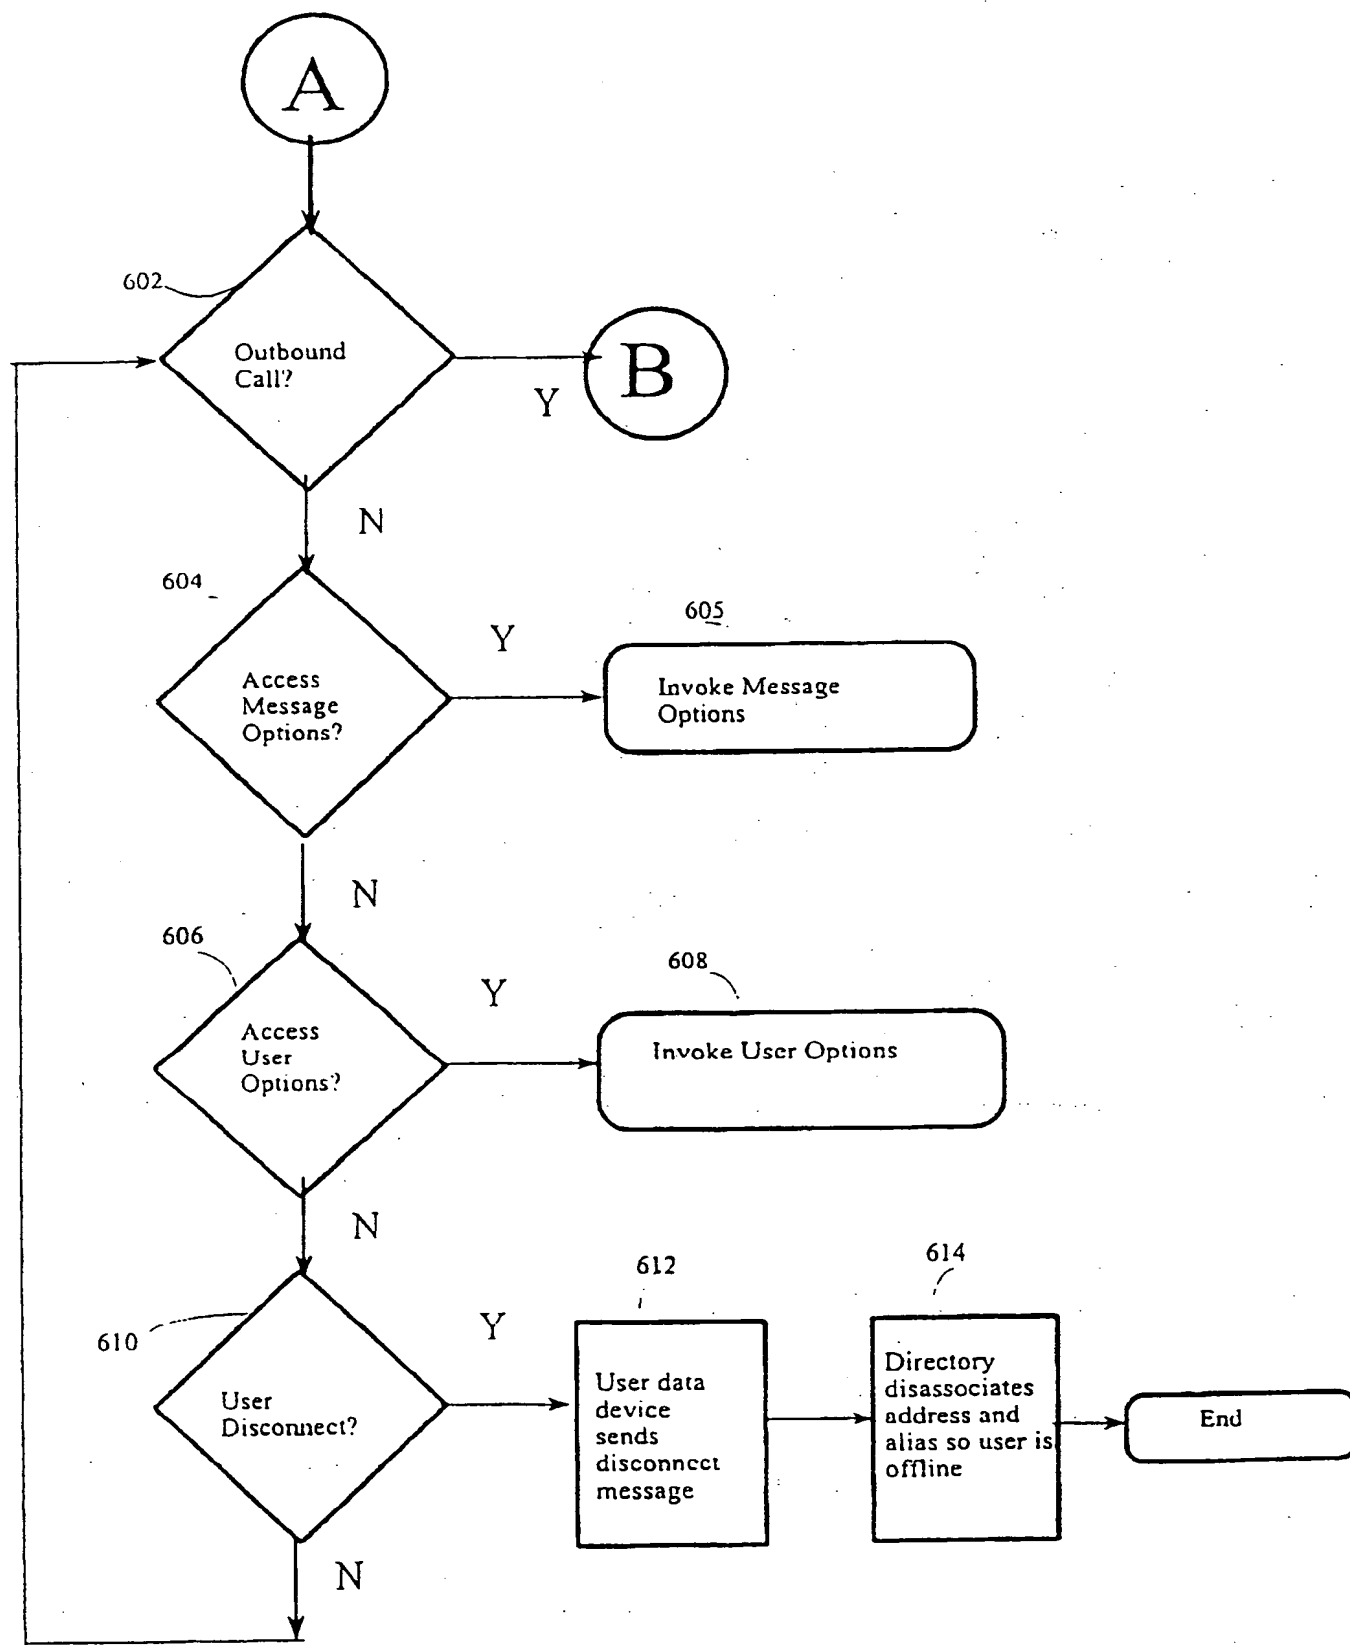 A
602
Outbound
Call?
Y
B
N
604
Access
Message
Options?
Y
605
Invoke Message
Options
N
606
Access
User
Options?
Y
608
Invoke User Options
N
610
User
Disconnect?
Y
612
User data
device
sends
disconnect
message
614
Directory
disassociates
address and
alias so user is
offline
End
N